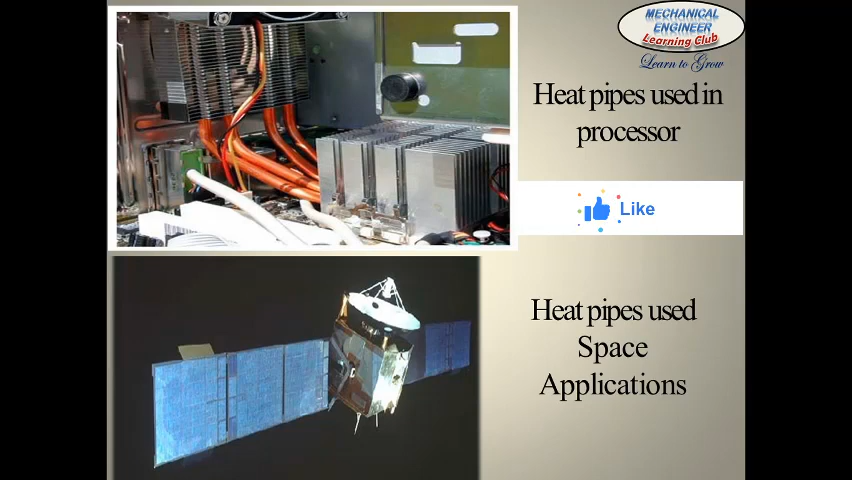 MECHANICAL
ENGINEER
Learning Club
Learn to Grow
Heat pipes used in
processor
Like
Heat pipes used
Space
Applications